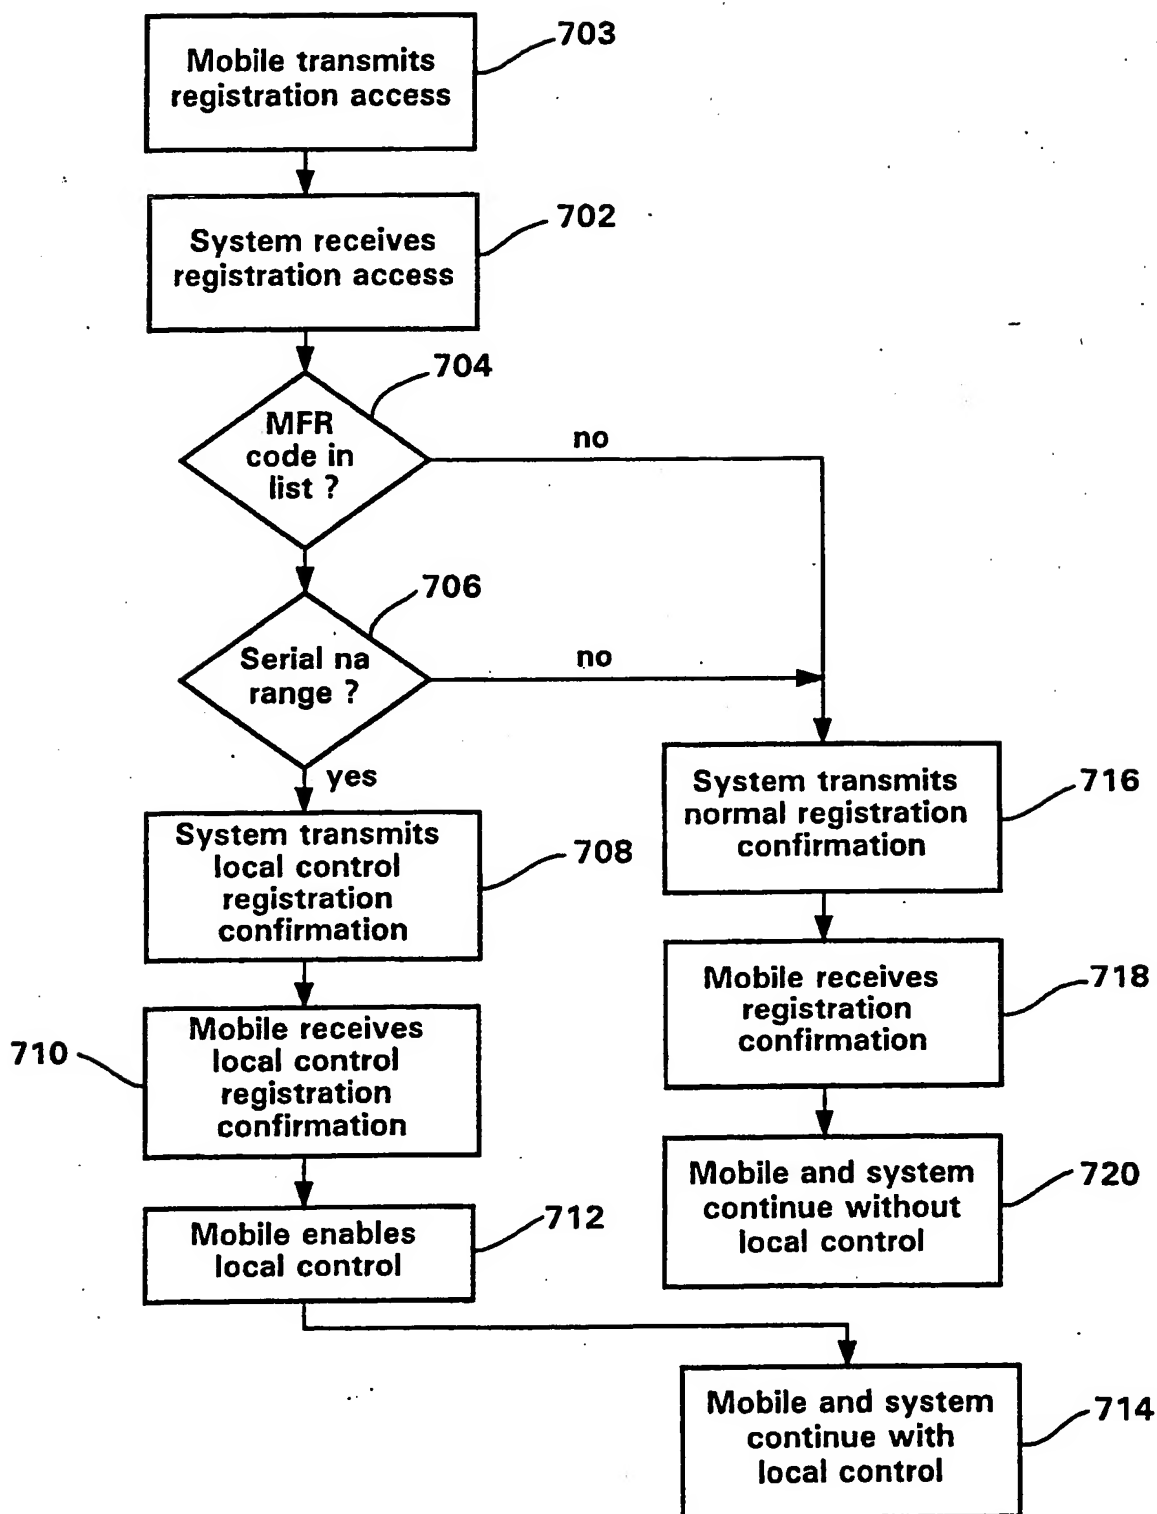 Mobile transmits
registration access
703
System receives
registration access
702
704
MFR
code in
list ?
no
706
Serial na
range ?
no
yes
System transmits
local control
registration
confirmation
708
System transmits
normal registration
confirmation
716
710
Mobile receives
local control
registration
confirmation
Mobile receives
registration
confirmation
718
Mobile enables
local control
712
Mobile and system
continue without
local control
720
Mobile and system
continue with
local control
714